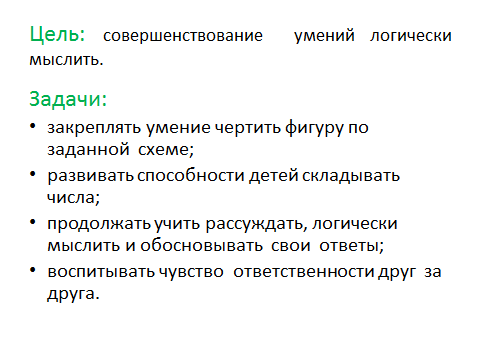 Цель: совершенствование умений логически
мыслить.
Задачи:
• закреплять умение чертить фигуру по
заданной схеме;
• развивать способности детей складывать
числа;
• продолжать учить рассуждать, логически
мыслить и обосновывать свои ответы;
• воспитывать чувство ответственности друг за
друга.